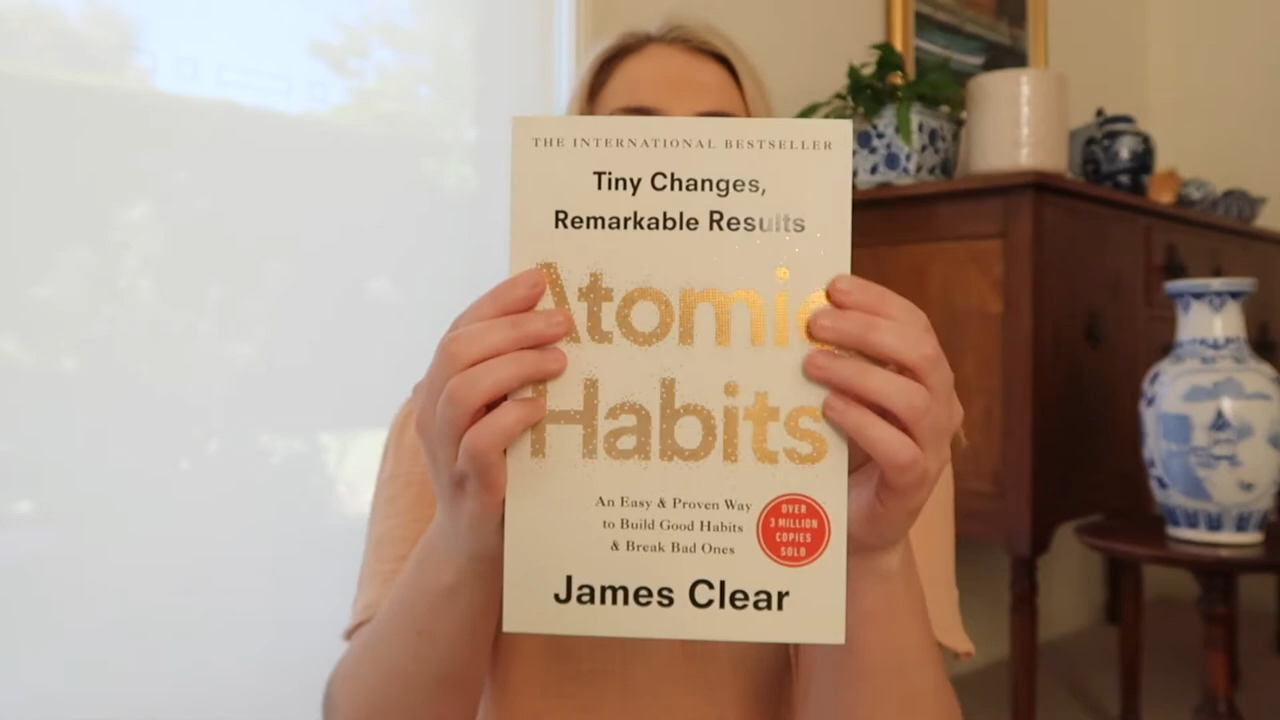 THE INTERNATIONAL BESTSELLER
Tiny Changes,
Remarkable Results
Atomic
Habits
An Easy & Proven Way
to Build Good Habits
& Break Bad Ones
OVER
3 MILLION
COPIES
SOLD
James Clear